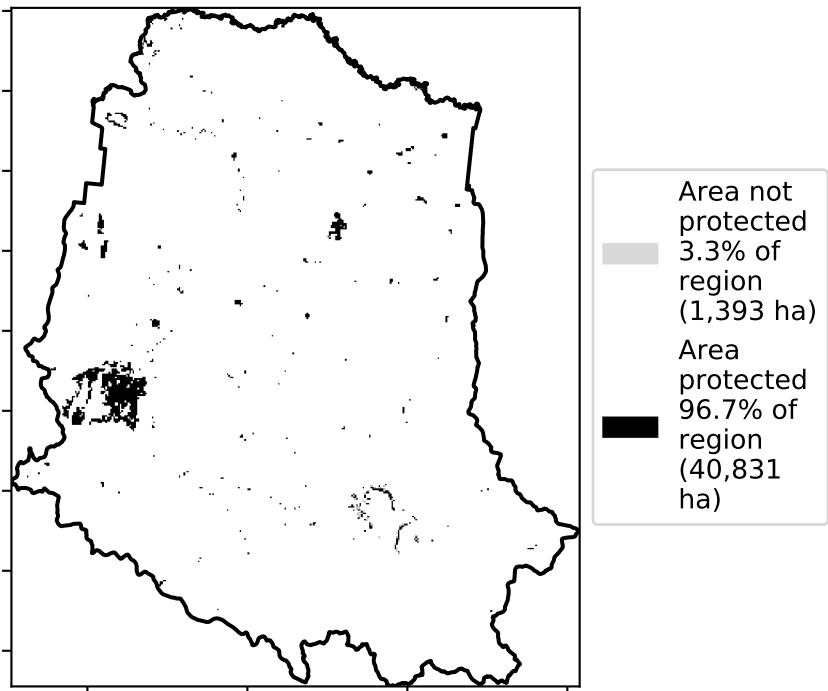 Area not
protected
3.3% of
region
(1,393 ha)
Area
protected
96.7% of
region
(40,831
ha)